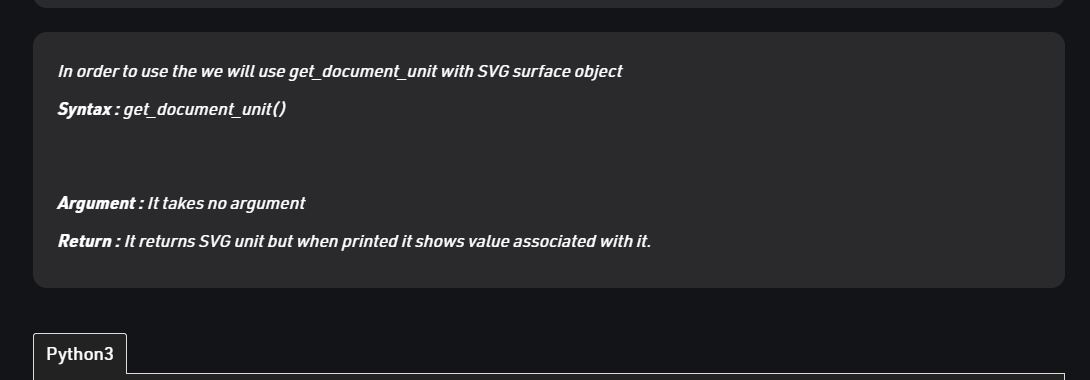 In order to use the we will use get_document_unit with SVG surface object
Syntax : get_document_unit()
Argument : It takes no argument
Return : It returns SVG unit but when printed it shows value associated with it.
Python3